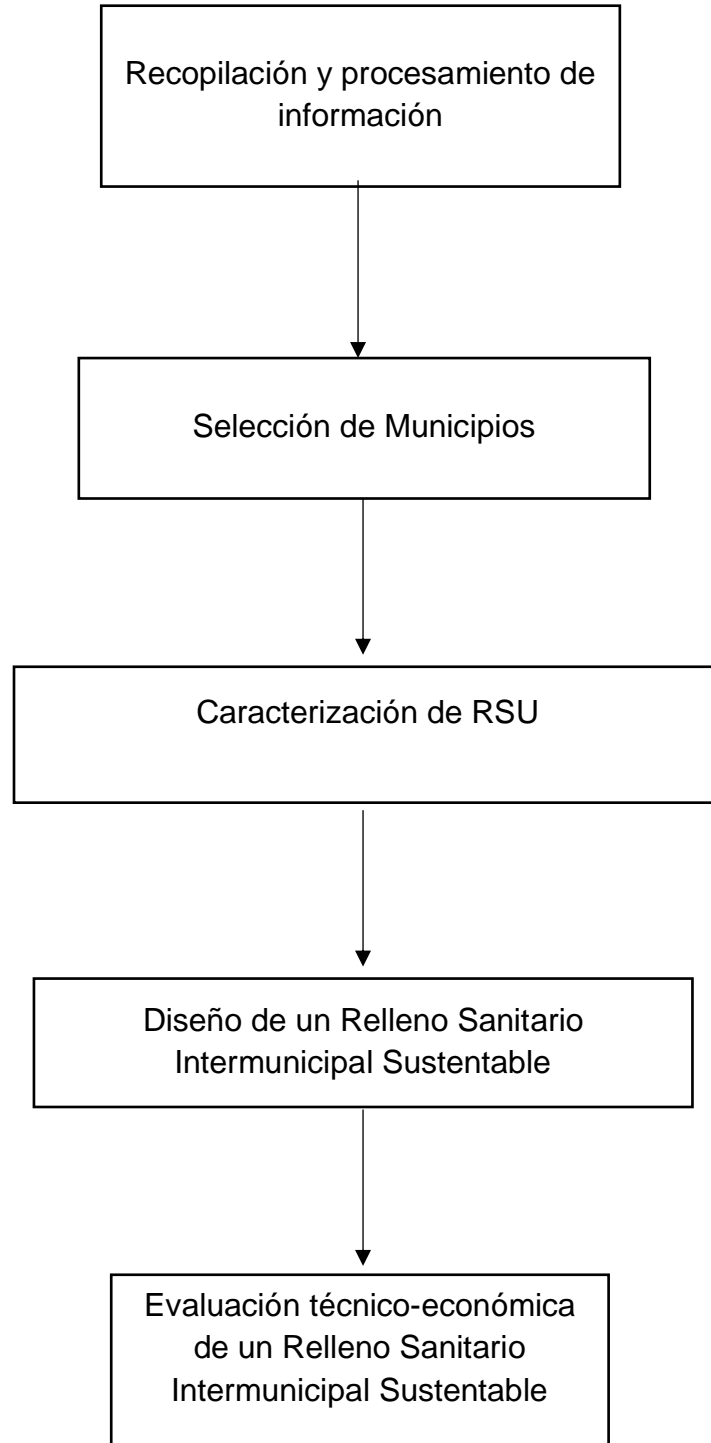 Recopilación y procesamiento de
información
Selección de Municipios
Caracterización de RSU
Diseño de un Relleno Sanitario
Intermunicipal Sustentable
Evaluación técnico-económica
de un Relleno Sanitario
Intermunicipal Sustentable